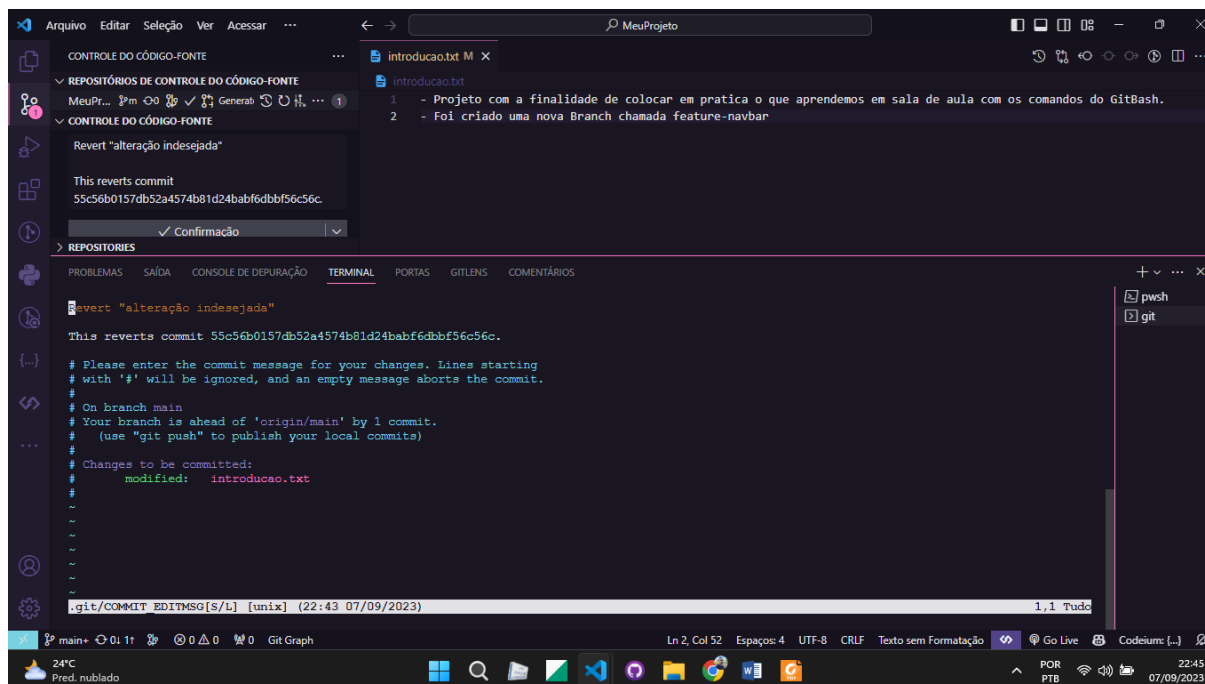 Arquivo Editar Seleção Ver Acessar ···
MeuProjeto
CONTROLE DO CÓDIGO-FONTE
REPOSITÓRIOS DE CONTROLE DO CÓDIGO-FONTE
MeuPr... 1
CONTROLE DO CÓDIGO-FONTE
Revert "alteração indesejada"
This reverts commit
55c56b0157db52a4574b81d24babf6dbbf56c56c.
Confirmação
REPOSITORIES
introducao.txt M
introducao.txt
1 - Projeto com a finalidade de colocar em pratica o que aprendemos em sala de aula com os comandos do GitBash.
2 - Foi criado uma nova Branch chamada feature-navbar
PROBLEMAS SAÍDA CONSOLE DE DEPURAÇÃO TERMINAL PORTAS GITLENS COMENTÁRIOS
Revert "alteração indesejada"
This reverts commit 55c56b0157db52a4574b81d24babf6dbbf56c56c.
# Please enter the commit message for your changes. Lines starting
# with '#' will be ignored, and an empty message aborts the commit.
#
# On branch main
# Your branch is ahead of 'origin/main' by 1 commit.
#   (use "git push" to publish your local commits)
#
# Changes to be committed:
#       modified:   introducao.txt
#
~
~
~
~
~
~
.git/COMMIT_EDITMSG[S/L] [unix] (22:43 07/09/2023) 1,1 Tudo
pwsh
git
main+ 0↓ 1↑ 0 0 0 Git Graph Ln 2, Col 52 Espaços: 4 UTF-8 CRLF Texto sem Formatação Go Live Codeium: {...}
24°C
Pred. nublado
POR
PTB
22:45
07/09/2023